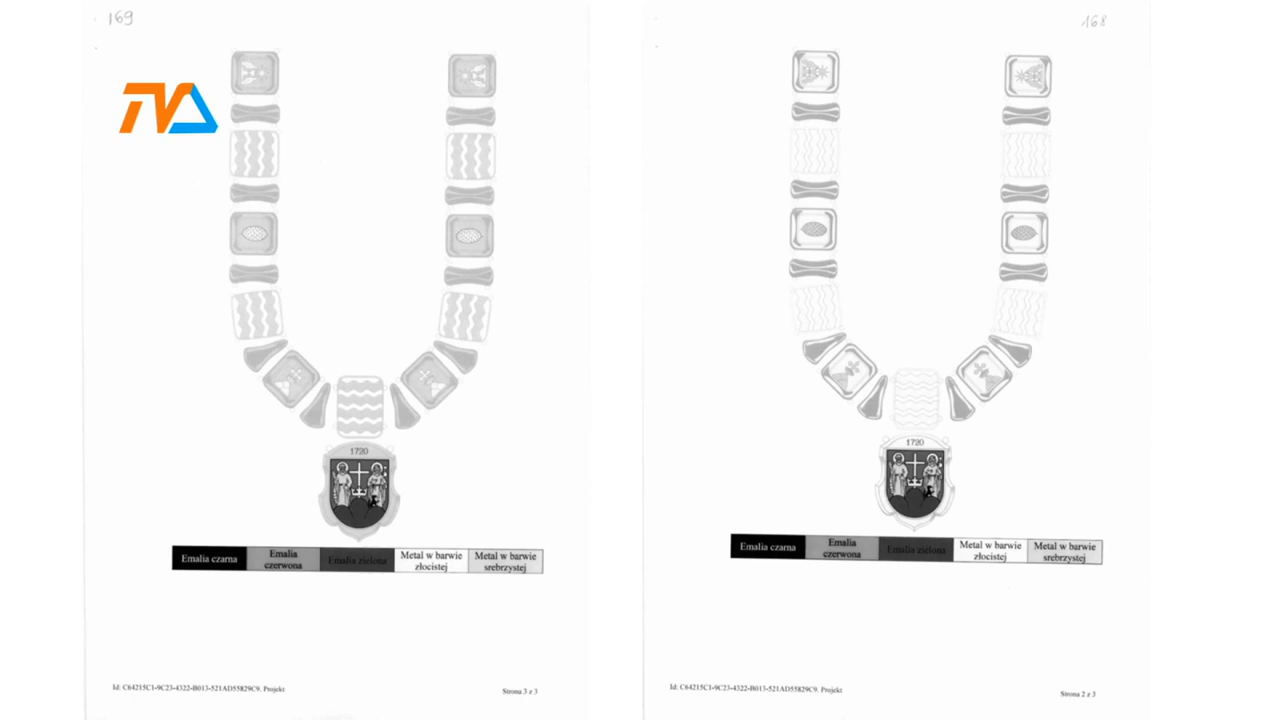 169
TVA
1720
Emalia czarna
Emalia czerwona
Emalia zielona
Metal w barwie złocistej
Metal w barwie srebrzystej
Id: C64215C1-9C23-4322-B013-521AD55829C9. Projekt
Strona 3 z 3
168
1720
Emalia czarna
Emalia czerwona
Emalia zielona
Metal w barwie złocistej
Metal w barwie srebrzystej
Id: C64215C1-9C23-4322-B013-521AD55829C9. Projekt
Strona 2 z 3